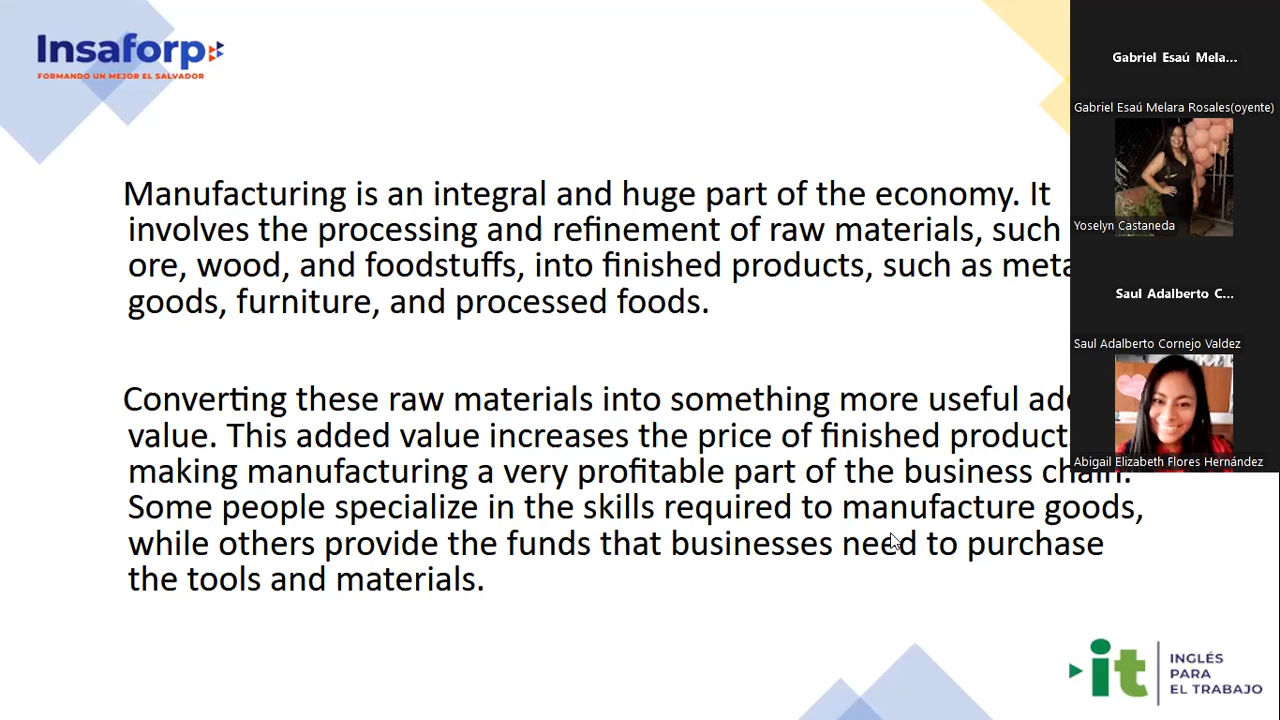 Insaforp
FORMANDO UN MEJOR EL SALVADOR
Gabriel Esaú Mela...
Gabriel Esaú Melara Rosales(oyente)
Yoselyn Castaneda
Saul Adalberto C...
Saul Adalberto Cornejo Valdez
Abigail Elizabeth Flores Hernández
Manufacturing is an integral and huge part of the economy. It
involves the processing and refinement of raw materials, such
ore, wood, and foodstuffs, into finished products, such as
goods, furniture, and processed foods.
Converting these raw materials into something more useful
value. This added value increases the price of finished
making manufacturing a very profitable part of the business chain.
Some people specialize in the skills required to manufacture goods,
while others provide the funds that businesses need to purchase
the tools and materials.
it
INGLÉS
PARA
EL TRABAJO